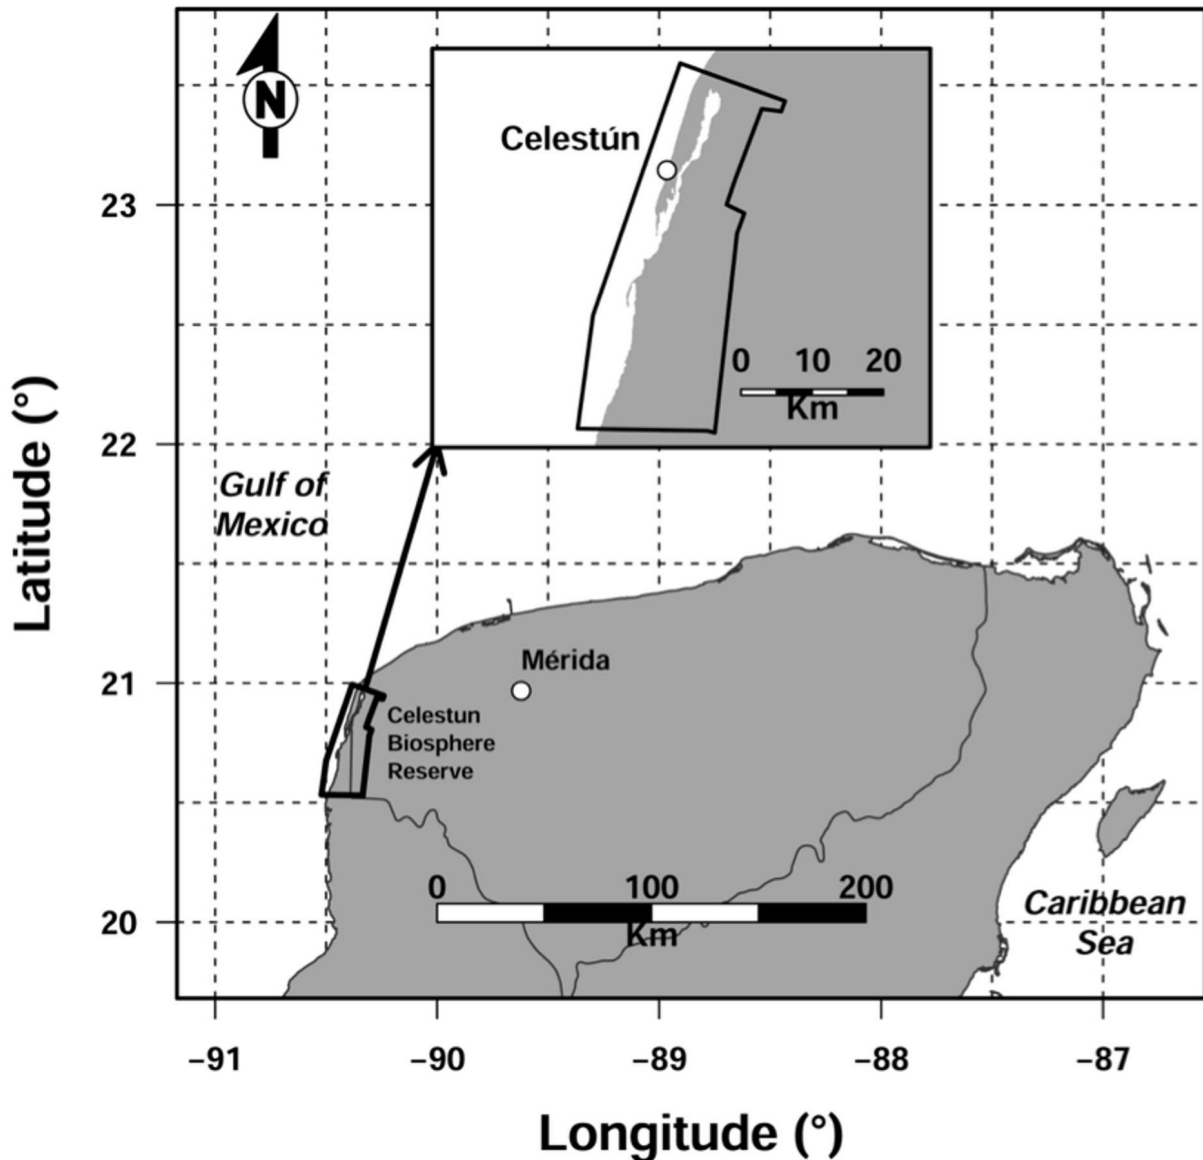 N
Celestún
0 10 20
Km
23
22
21
20
Latitude (°)
Gulf of
Mexico
Mérida
Celestun
Biosphere
Reserve
0 100 200
Km
Caribbean
Sea
−91 −90 −89 −88 −87
Longitude (°)